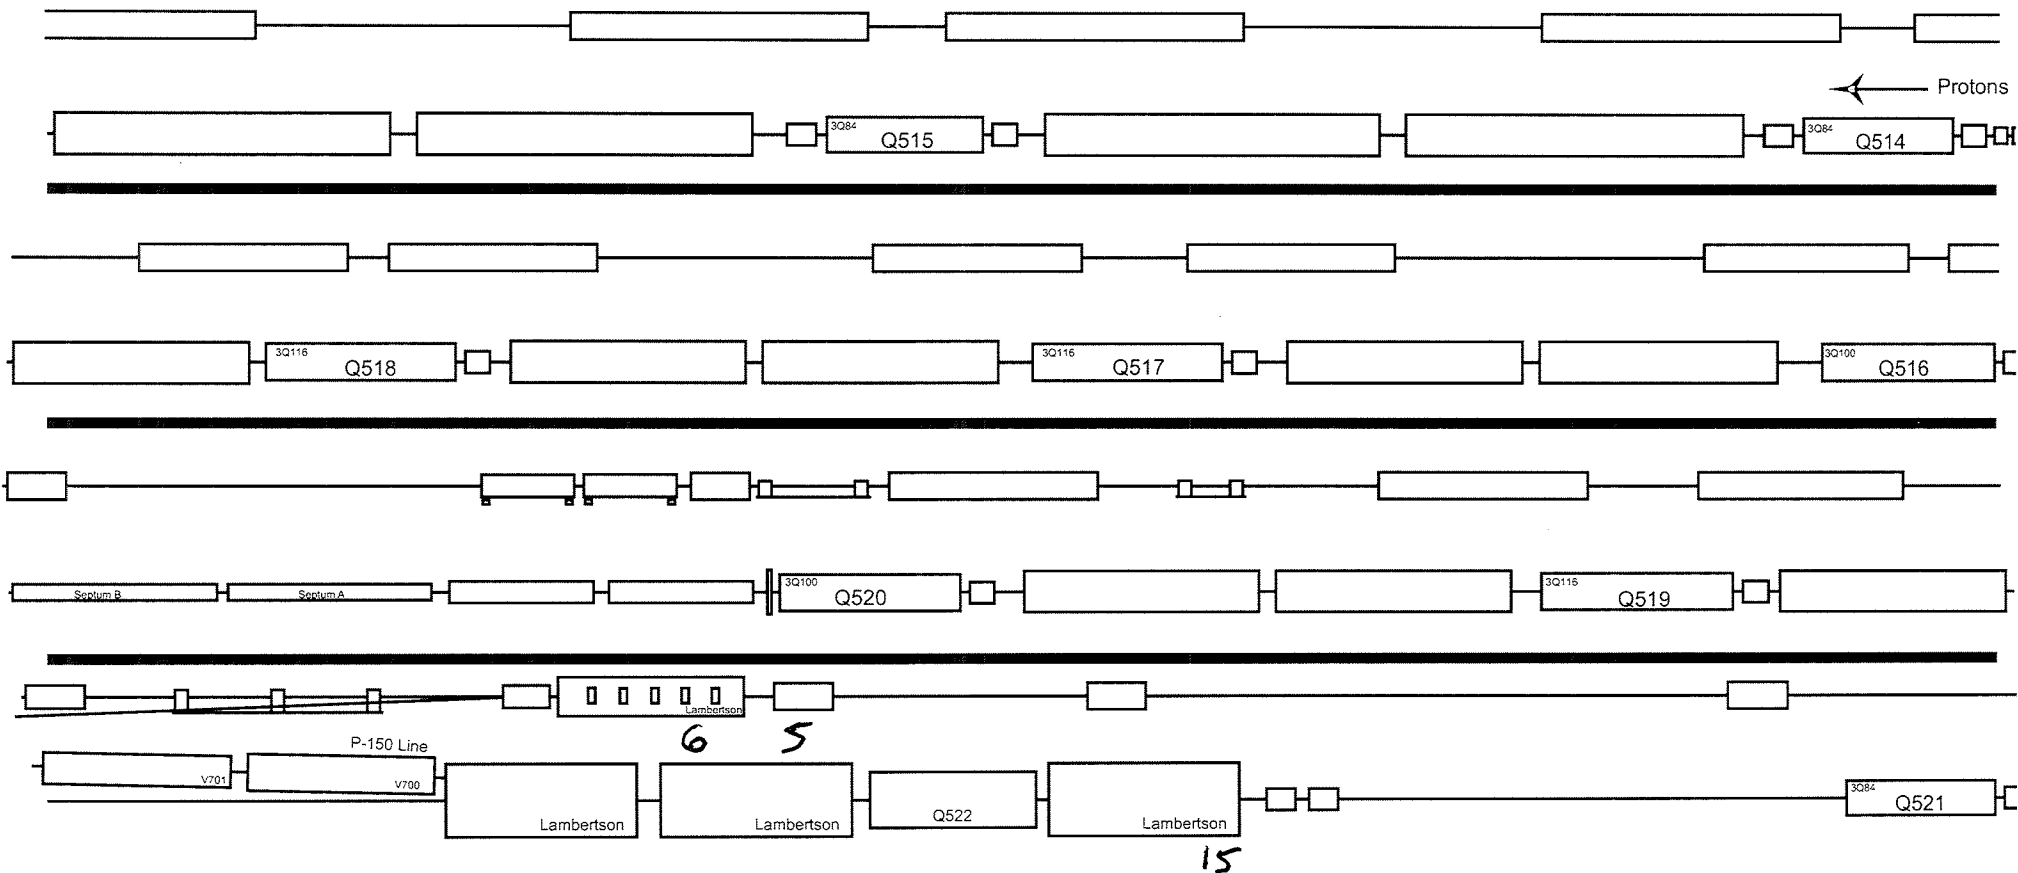 Protons
3Q84 Q515 3Q84 Q514
3Q116 Q518 3Q116 Q517 3Q100 Q516
Septum B Septum A 3Q100 Q520 3Q116 Q519
Lambertson
6 5
P-150 Line
V701 V700 Lambertson Lambertson Q522 Lambertson 3Q84 Q521
15